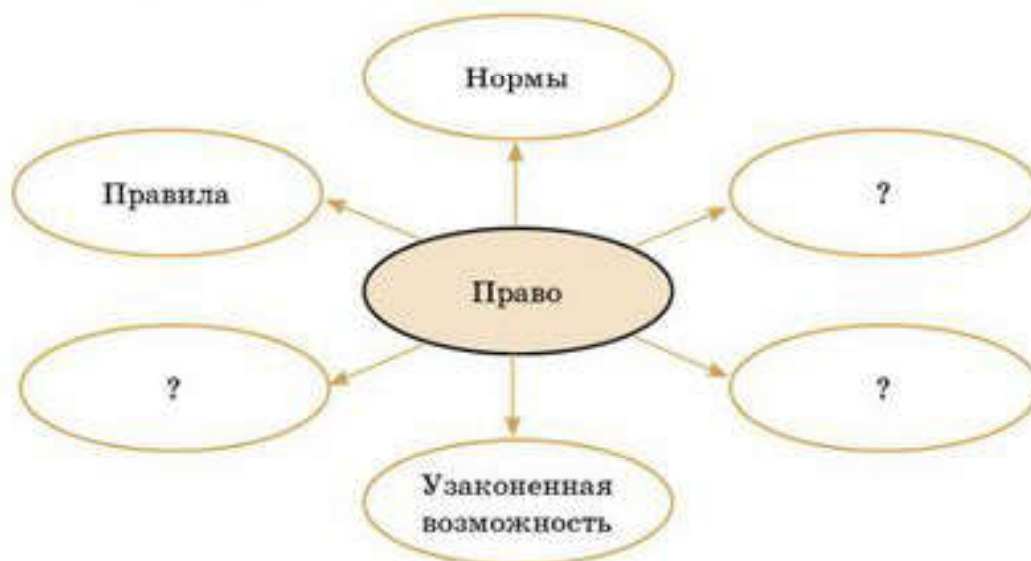 Нормы
Правила
?
Право
?
?
Узаконенная
возможность